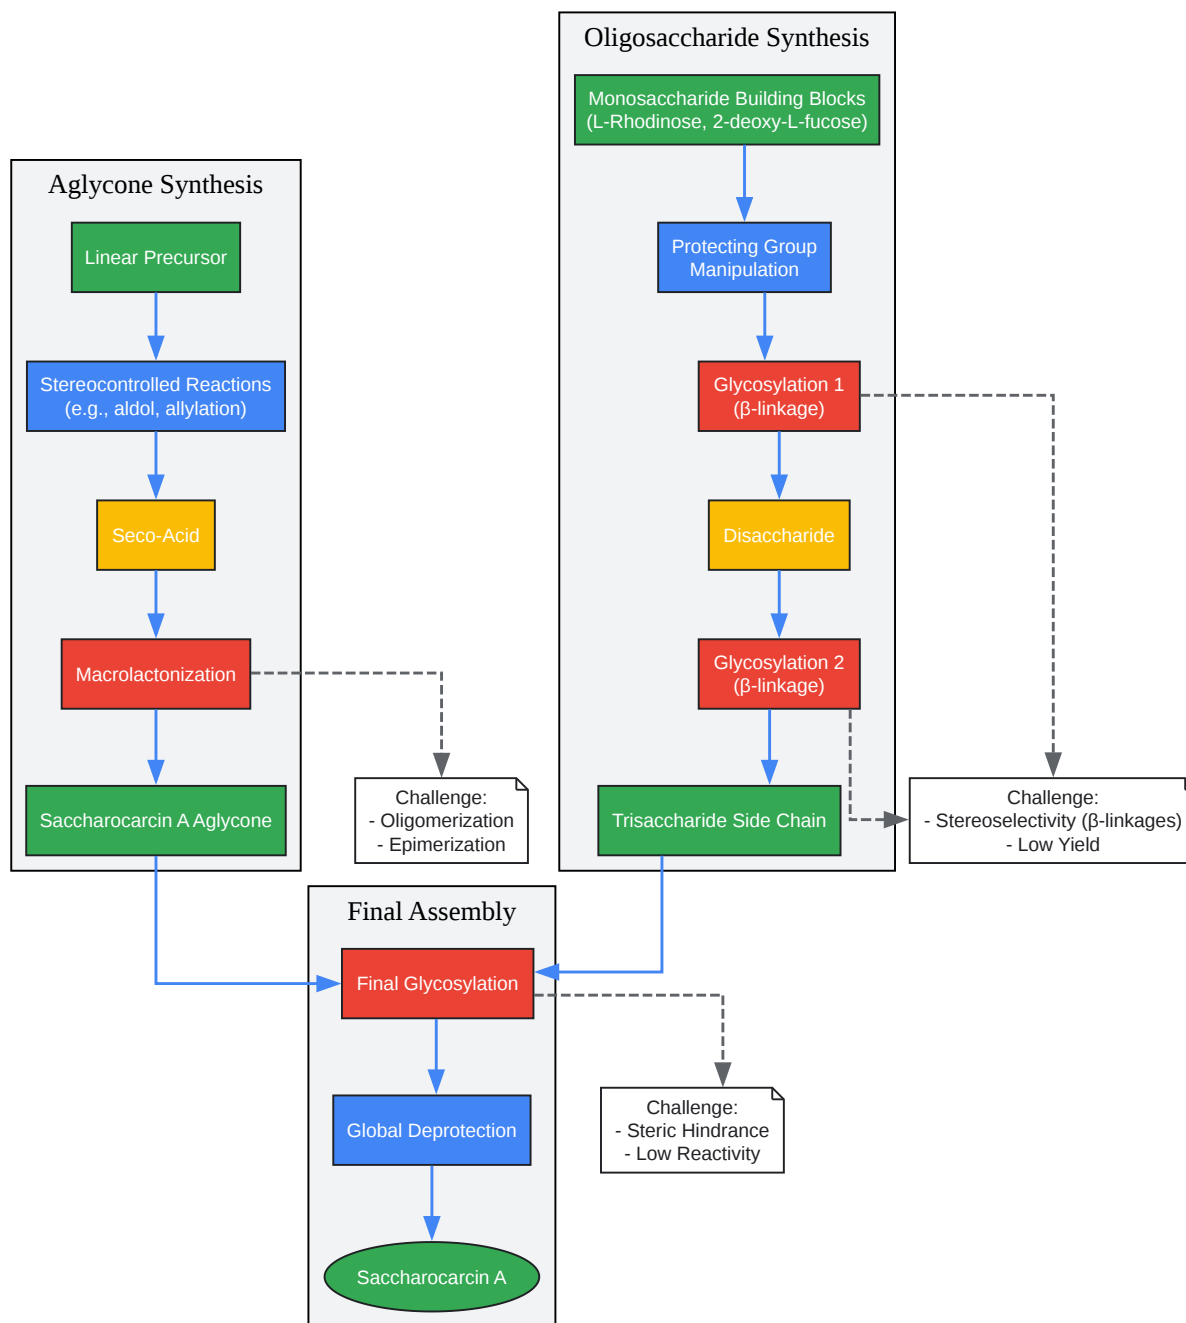 Oligosaccharide Synthesis
Monosaccharide Building Blocks
(L-Rhodinose, 2-deoxy-L-fucose)
Protecting Group
Manipulation
Glycosylation 1
(β-linkage)
Disaccharide
Glycosylation 2
(β-linkage)
Trisaccharide Side Chain
Challenge:
- Stereoselectivity (β-linkages)
- Low Yield
Aglycone Synthesis
Linear Precursor
Stereocontrolled Reactions
(e.g., aldol, allylation)
Seco-Acid
Macrolactonization
Saccharocarcin A Aglycone
Challenge:
- Oligomerization
- Epimerization
Final Assembly
Final Glycosylation
Global Deprotection
Saccharocarcin A
Challenge:
- Steric Hindrance
- Low Reactivity